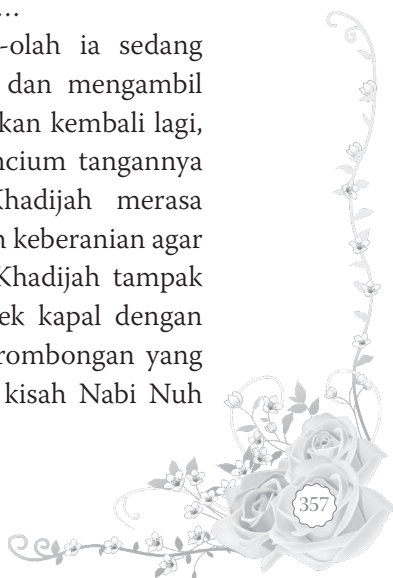 ...
-olah ia sedang
dan mengambil
kan kembali lagi,
ncium tangannya
hadijah merasa
n keberanian agar
Khadijah tampak
ek kapal dengan
rombongan yang
kisah Nabi Nuh
357